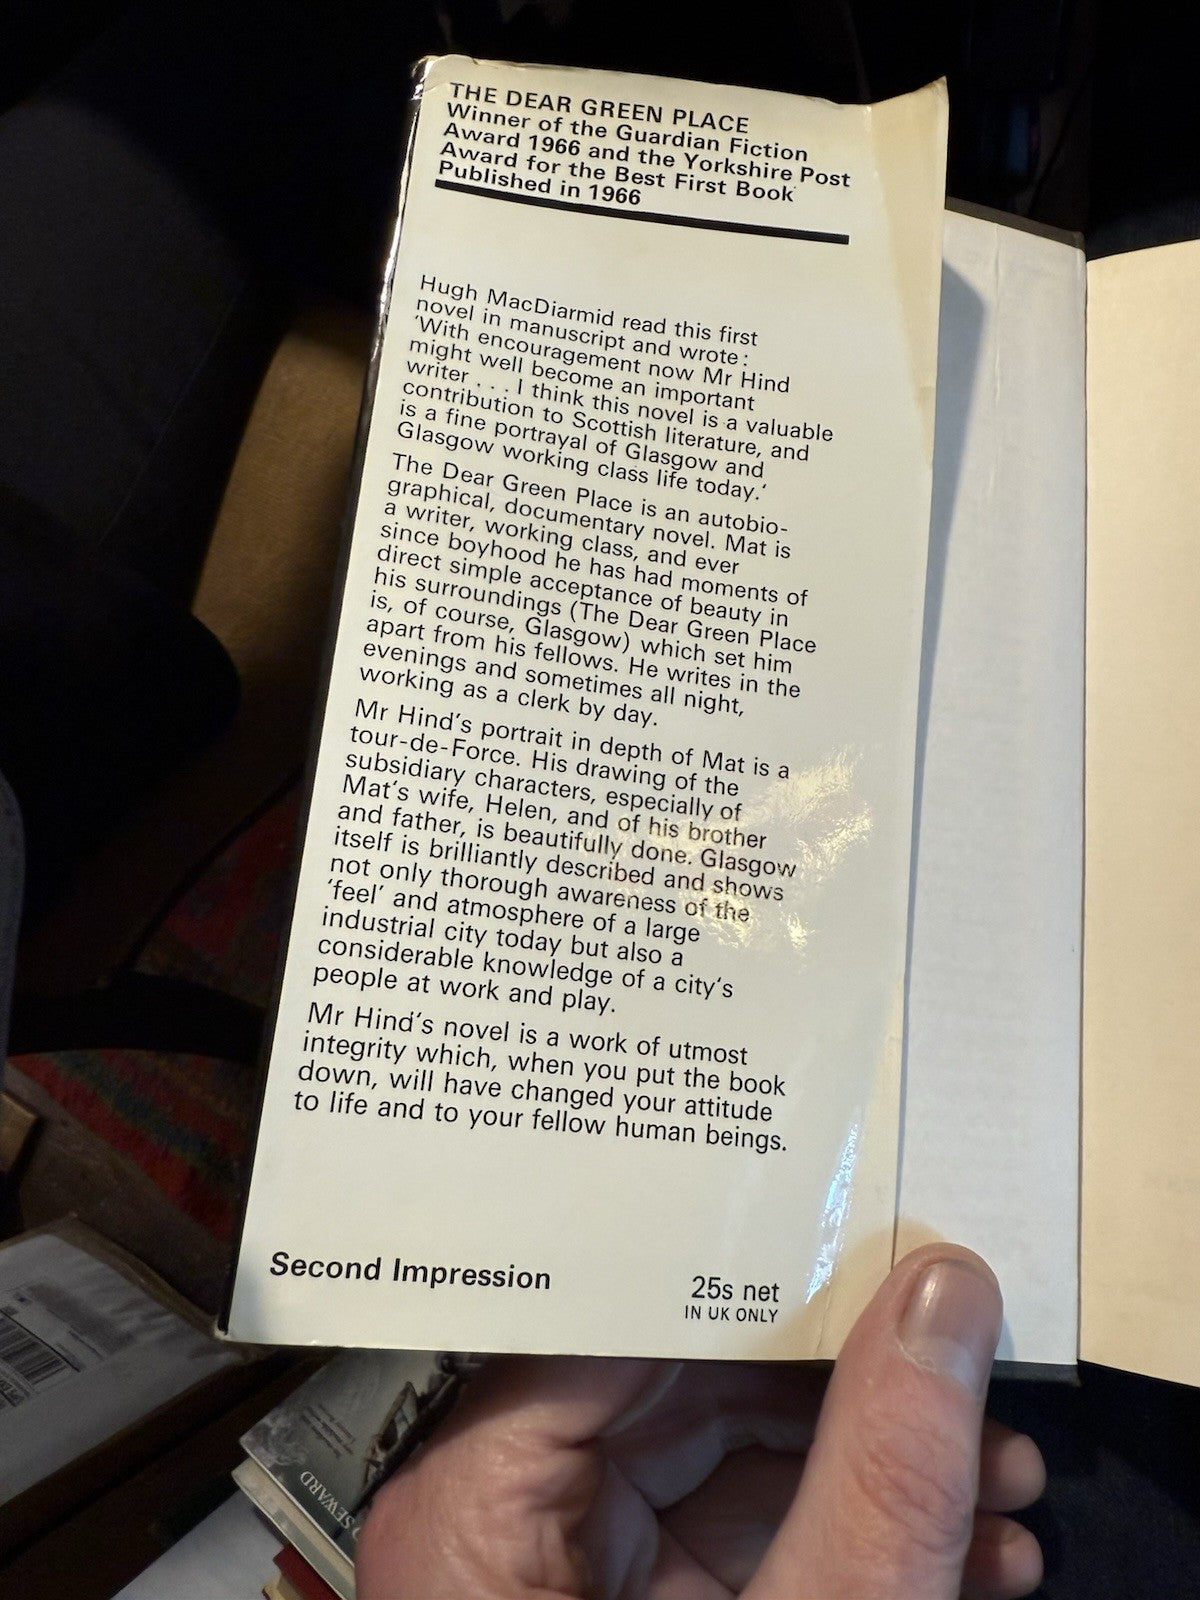 THE DEAR GREEN PLACE
Winner of the Guardian Fiction
Award 1966 and the Yorkshire Post
Award for the Best First Book
Published in 1966
Hugh MacDiarmid read this first
novel in manuscript and wrote:
'With encouragement now Mr Hind
might well become an important
writer . . . I think this novel is a valuable
contribution to Scottish literature, and
is a fine portrayal of Glasgow and
Glasgow working class life today.'
The Dear Green Place is an autobio-
graphical, documentary novel. Mat is
a writer, working class, and ever
since boyhood he has had moments of
direct simple acceptance of beauty in
his surroundings (The Dear Green Place
is, of course, Glasgow) which set him
apart from his fellows. He writes in the
evenings and sometimes all night,
working as a clerk by day.
Mr Hind's portrait in depth of Mat is a
tour-de-Force. His drawing of the
subsidiary characters, especially of
Mat's wife, Helen, and of his brother
and father, is beautifully done. Glasgow
itself is brilliantly described and shows
not only thorough awareness of the
'feel' and atmosphere of a large
industrial city today but also a
considerable knowledge of a city's
people at work and play.
Mr Hind's novel is a work of utmost
integrity which, when you put the book
down, will have changed your attitude
to life and to your fellow human beings.
Second Impression
25s net
IN UK ONLY
SEWARD